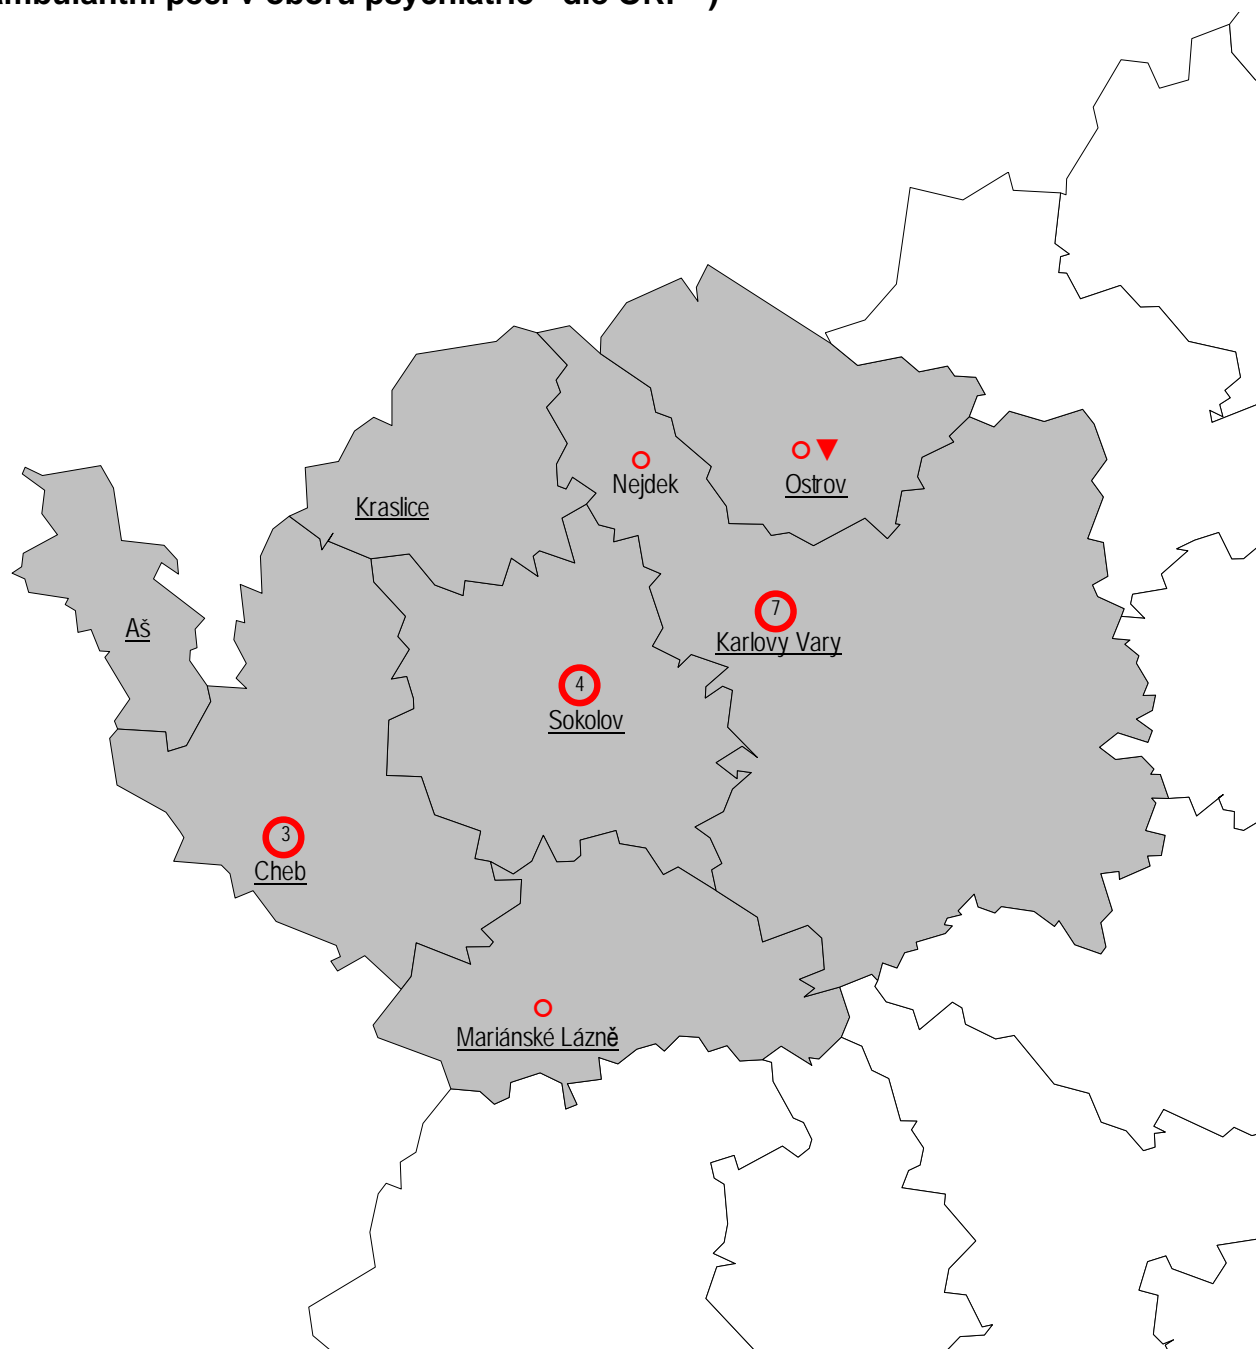 Nejdek
Ostrov
Kraslice
7
Aš
Karlovy Vary
4
Sokolov
3
Cheb
Mariánské Lázně